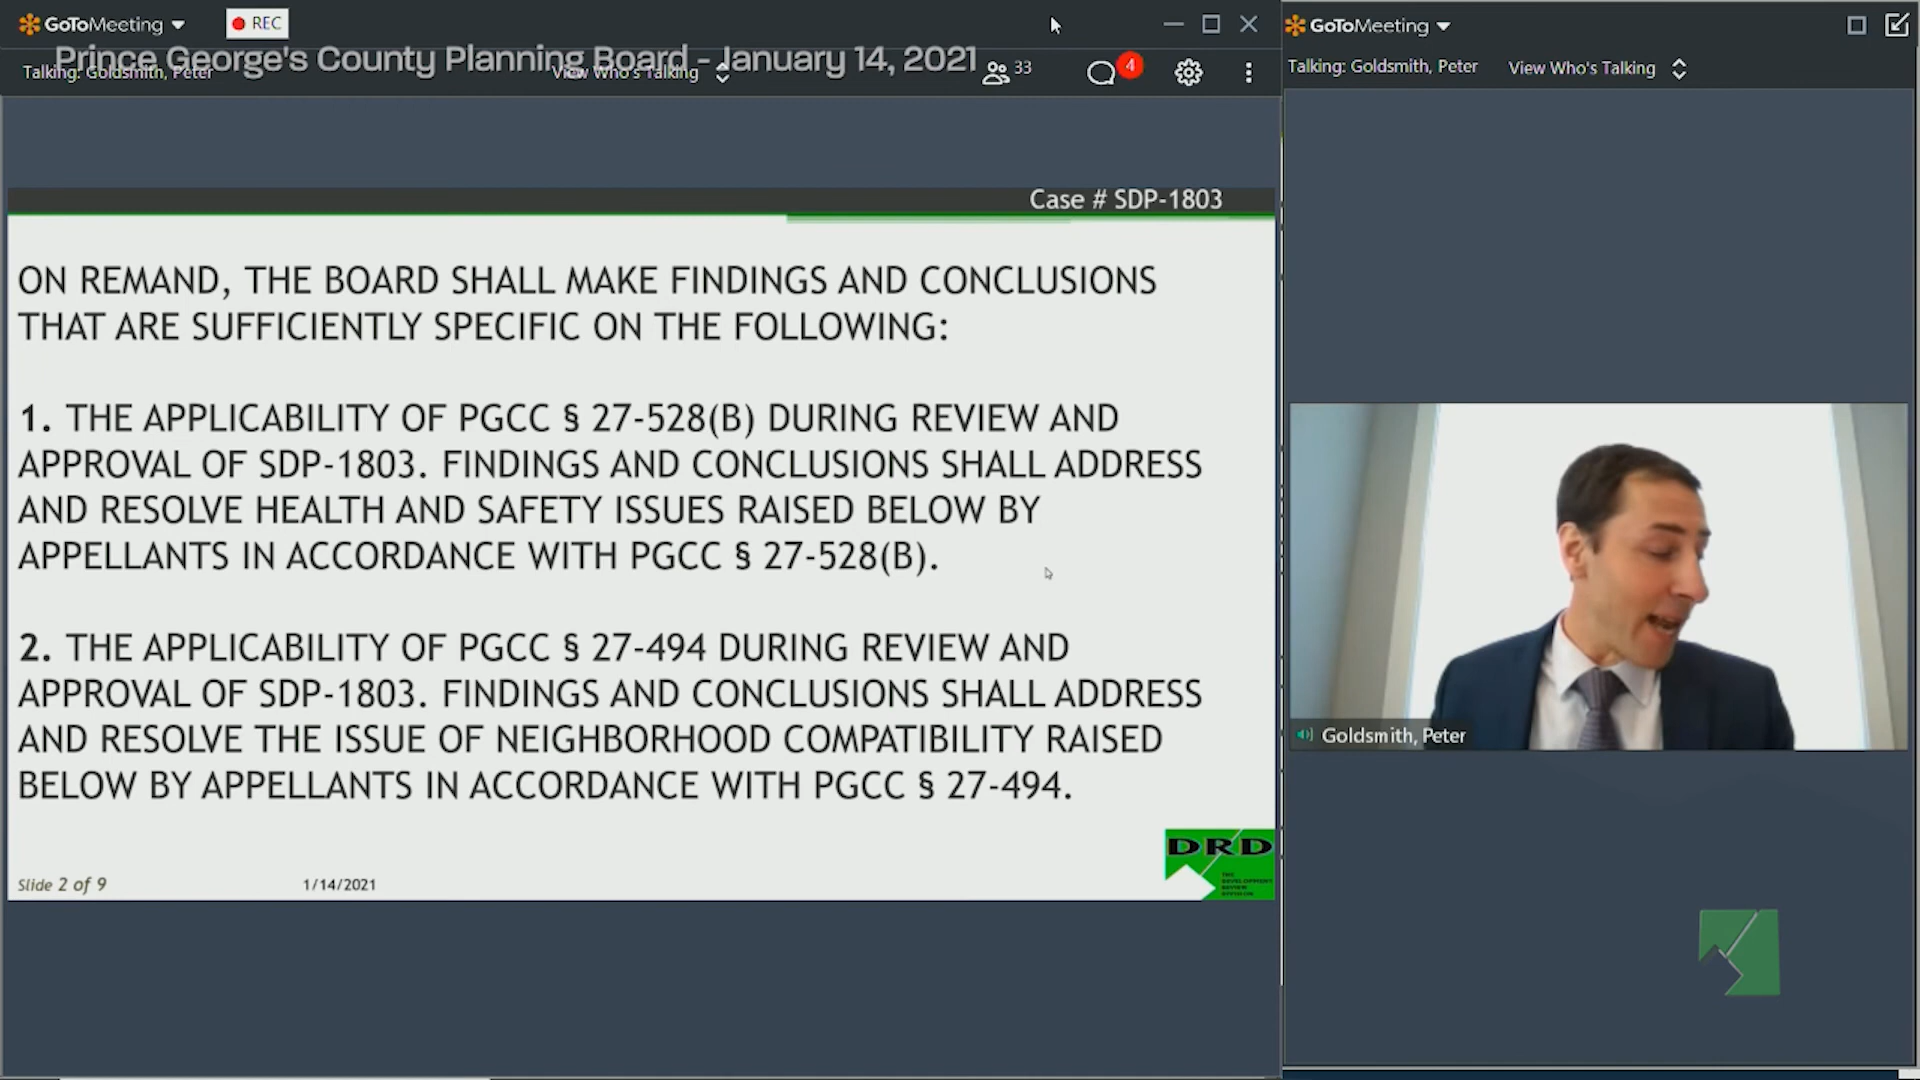 GoToMeeting
REC
Prince George's County Planning Board - January 14, 2021
Talking: Goldsmith, Peter
View Who's Talking
33
4
Case # SDP-1803
ON REMAND, THE BOARD SHALL MAKE FINDINGS AND CONCLUSIONS
THAT ARE SUFFICIENTLY SPECIFIC ON THE FOLLOWING:
1. THE APPLICABILITY OF PGCC § 27-528(B) DURING REVIEW AND
APPROVAL OF SDP-1803. FINDINGS AND CONCLUSIONS SHALL ADDRESS
AND RESOLVE HEALTH AND SAFETY ISSUES RAISED BELOW BY
APPELLANTS IN ACCORDANCE WITH PGCC § 27-528(B).
2. THE APPLICABILITY OF PGCC § 27-494 DURING REVIEW AND
APPROVAL OF SDP-1803. FINDINGS AND CONCLUSIONS SHALL ADDRESS
AND RESOLVE THE ISSUE OF NEIGHBORHOOD COMPATIBILITY RAISED
BELOW BY APPELLANTS IN ACCORDANCE WITH PGCC § 27-494.
DRD
THE
DEVELOPMENT
REVIEW
DIVISION
Slide 2 of 9
1/14/2021
GoToMeeting
Talking: Goldsmith, Peter
View Who's Talking
Goldsmith, Peter